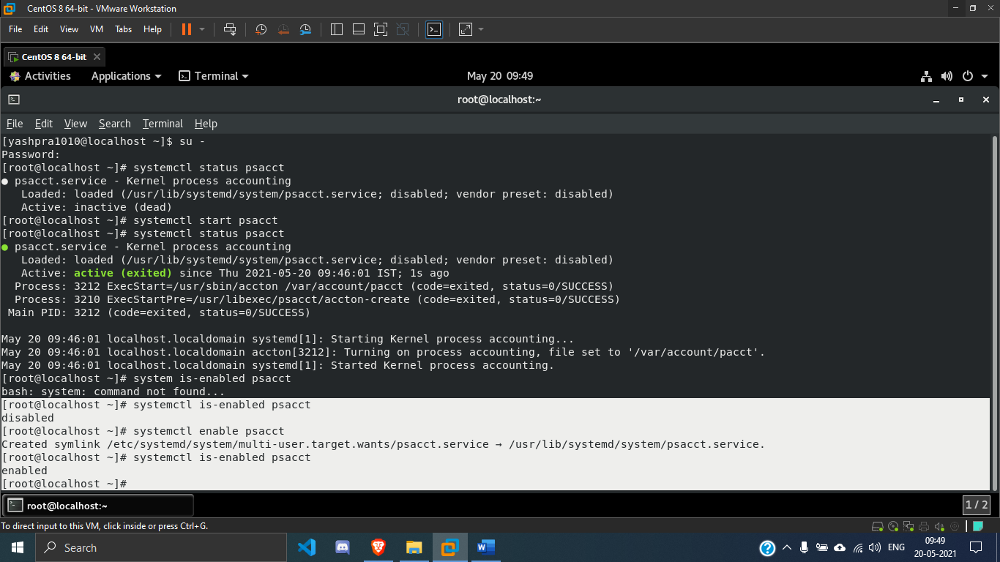 CentOS 8 64-bit - VMware Workstation
File Edit View VM Tabs Help
CentOS 8 64-bit
Activities Applications Terminal May 20 09:49
root@localhost:~
File Edit View Search Terminal Help
[yashpra1010@localhost ~]$ su -
Password:
[root@localhost ~]# systemctl status psacct
● psacct.service - Kernel process accounting
   Loaded: loaded (/usr/lib/systemd/system/psacct.service; disabled; vendor preset: disabled)
   Active: inactive (dead)
[root@localhost ~]# systemctl start psacct
[root@localhost ~]# systemctl status psacct
● psacct.service - Kernel process accounting
   Loaded: loaded (/usr/lib/systemd/system/psacct.service; disabled; vendor preset: disabled)
   Active: active (exited) since Thu 2021-05-20 09:46:01 IST; 1s ago
  Process: 3212 ExecStart=/usr/sbin/accton /var/account/pacct (code=exited, status=0/SUCCESS)
  Process: 3210 ExecStartPre=/usr/libexec/psacct/accton-create (code=exited, status=0/SUCCESS)
 Main PID: 3212 (code=exited, status=0/SUCCESS)
May 20 09:46:01 localhost.localdomain systemd[1]: Starting Kernel process accounting...
May 20 09:46:01 localhost.localdomain accton[3212]: Turning on process accounting, file set to '/var/account/pacct'.
May 20 09:46:01 localhost.localdomain systemd[1]: Started Kernel process accounting.
[root@localhost ~]# system is-enabled psacct
bash: system: command not found...
[root@localhost ~]# systemctl is-enabled psacct
disabled
[root@localhost ~]# systemctl enable psacct
Created symlink /etc/systemd/system/multi-user.target.wants/psacct.service → /usr/lib/systemd/system/psacct.service.
[root@localhost ~]# systemctl is-enabled psacct
enabled
[root@localhost ~]#
root@localhost:~ 1 / 2
To direct input to this VM, click inside or press Ctrl+G.
Search ENG 09:49
20-05-2021